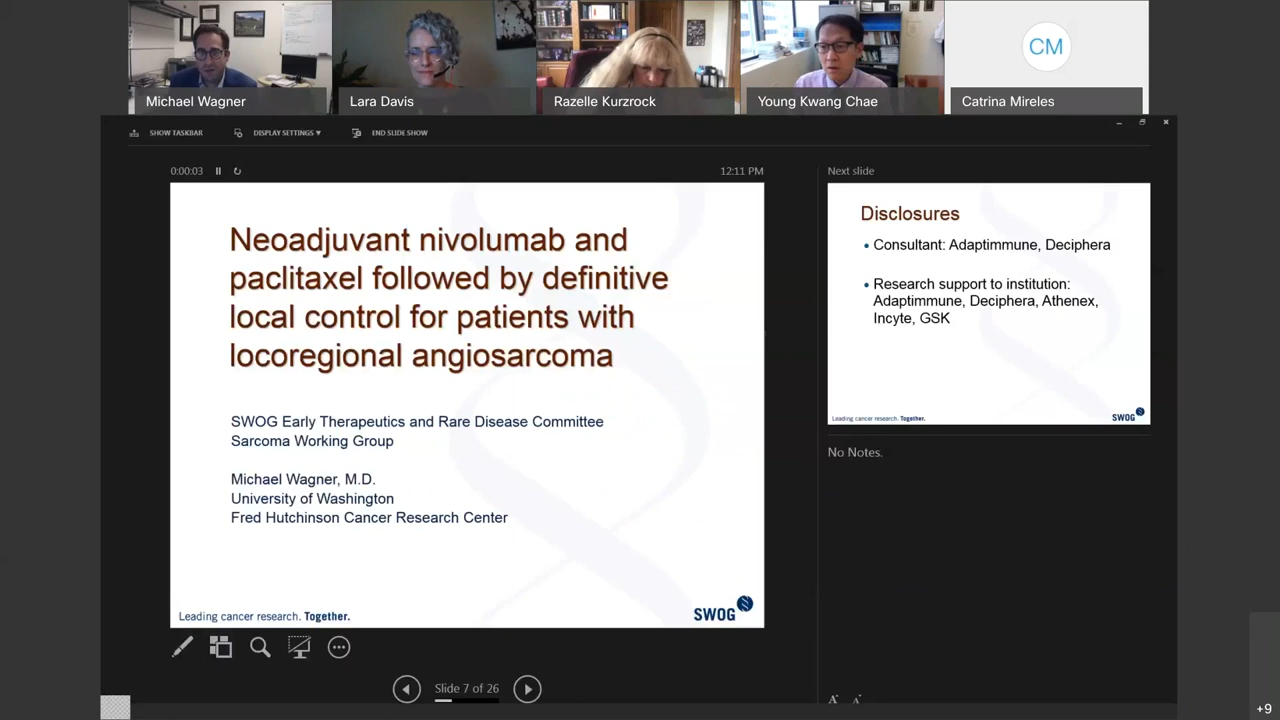 CM
Michael Wagner
Lara Davis
Razelle Kurzrock
Young Kwang Chae
Catrina Mireles
SHOW TASKBAR
DISPLAY SETTINGS ▾
END SLIDE SHOW
0:00:03
12:11 PM
Neoadjuvant nivolumab and
paclitaxel followed by definitive
local control for patients with
locoregional angiosarcoma
SWOG Early Therapeutics and Rare Disease Committee
Sarcoma Working Group
Michael Wagner, M.D.
University of Washington
Fred Hutchinson Cancer Research Center
Leading cancer research. Together.
SWOG
Slide 7 of 26
Next slide
Disclosures
• Consultant: Adaptimmune, Deciphera
• Research support to institution:
Adaptimmune, Deciphera, Athenex,
Incyte, GSK
Leading cancer research. Together.
SWOG
No Notes.
A A
+9